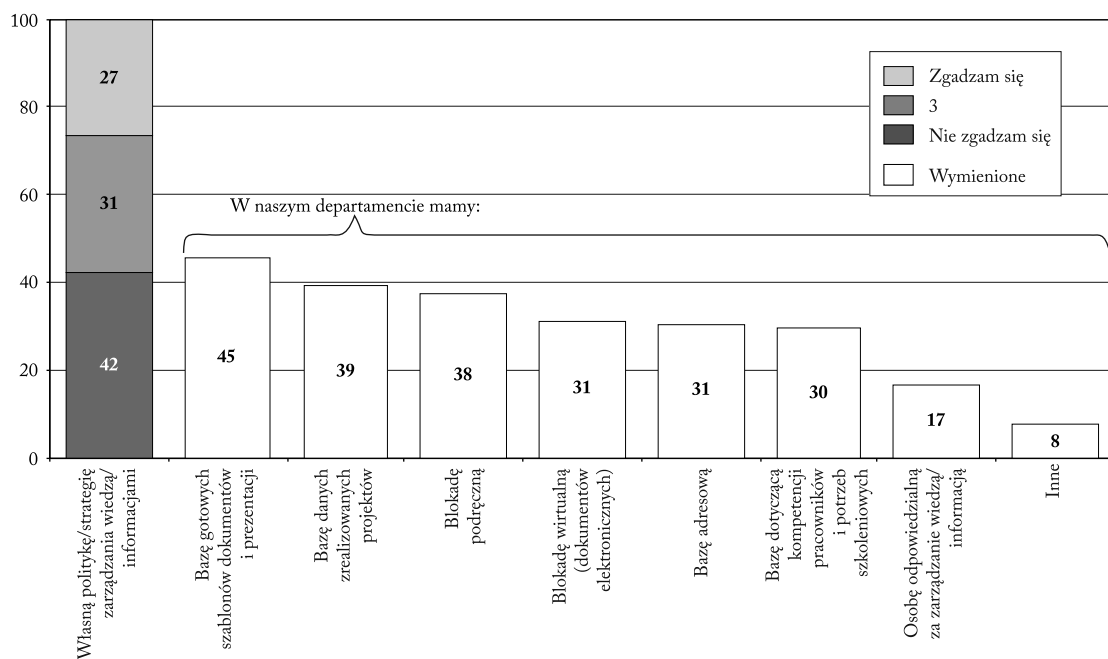 100
80
60
40
20
0
27
31
42
Zgadzam się
3
Nie zgadzam się
Wymienione
W naszym departamencie mamy:
45
39
38
31
31
30
17
8
Własną politykę/strategię
zarządzania wiedzą/
informacjami
Bazę gotowych
szablonów dokumentów
i prezentacji
Bazę danych
zrealizowanych
projektów
Blokadę
podręczną
Blokadę wirtualną
(dokumentów
elektronicznych)
Bazę adresową
Bazę dotyczącą
kompetencji
pracowników
i potrzeb
szkoleniowych
Osobę odpowiedzialną
za zarządzanie wiedzą/
informacją
Inne